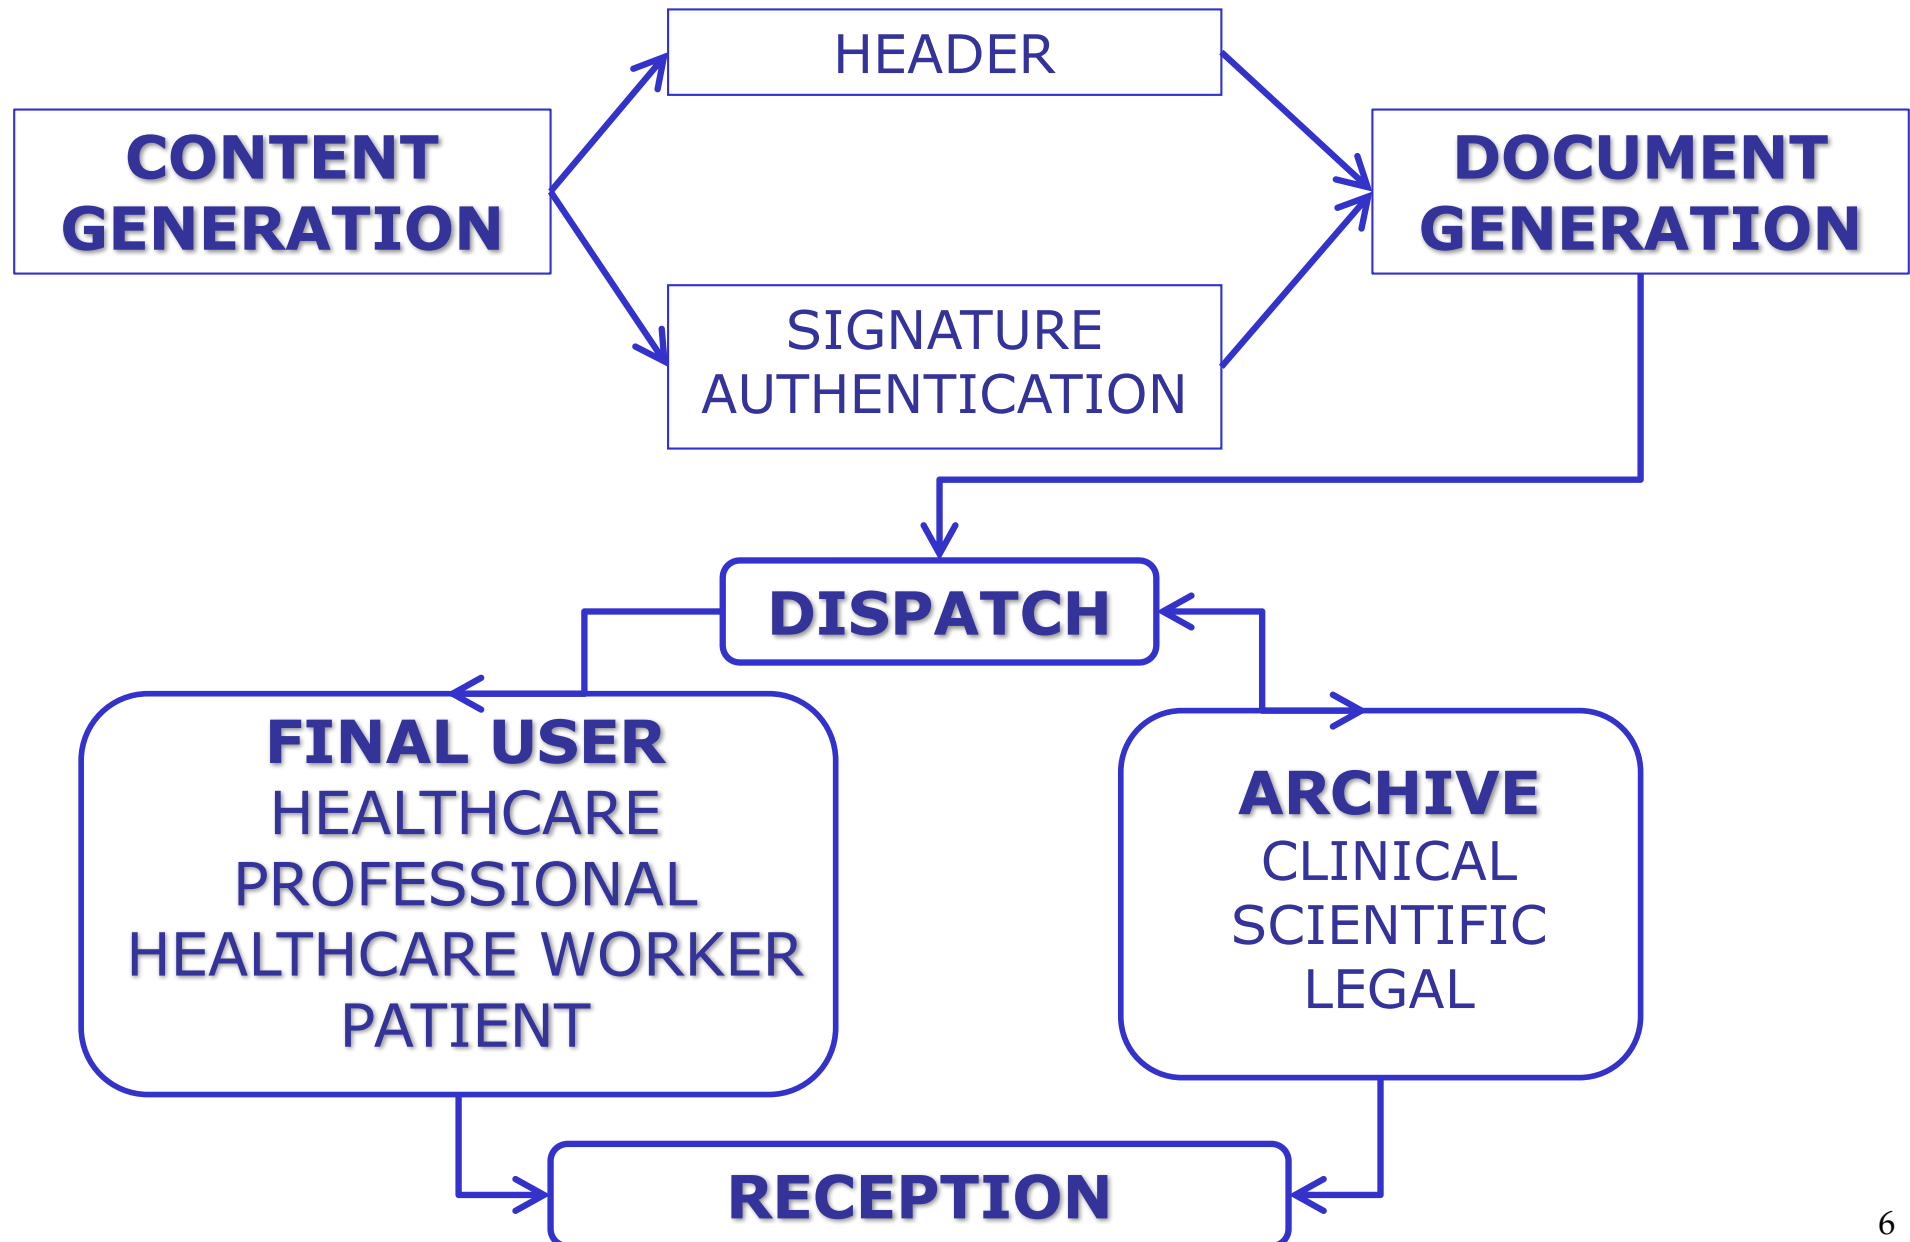 HEADER
CONTENT
GENERATION
DOCUMENT
GENERATION
SIGNATURE
AUTHENTICATION
DISPATCH
FINAL USER
HEALTHCARE
PROFESSIONAL
HEALTHCARE WORKER
PATIENT
ARCHIVE
CLINICAL
SCIENTIFIC
LEGAL
RECEPTION
6